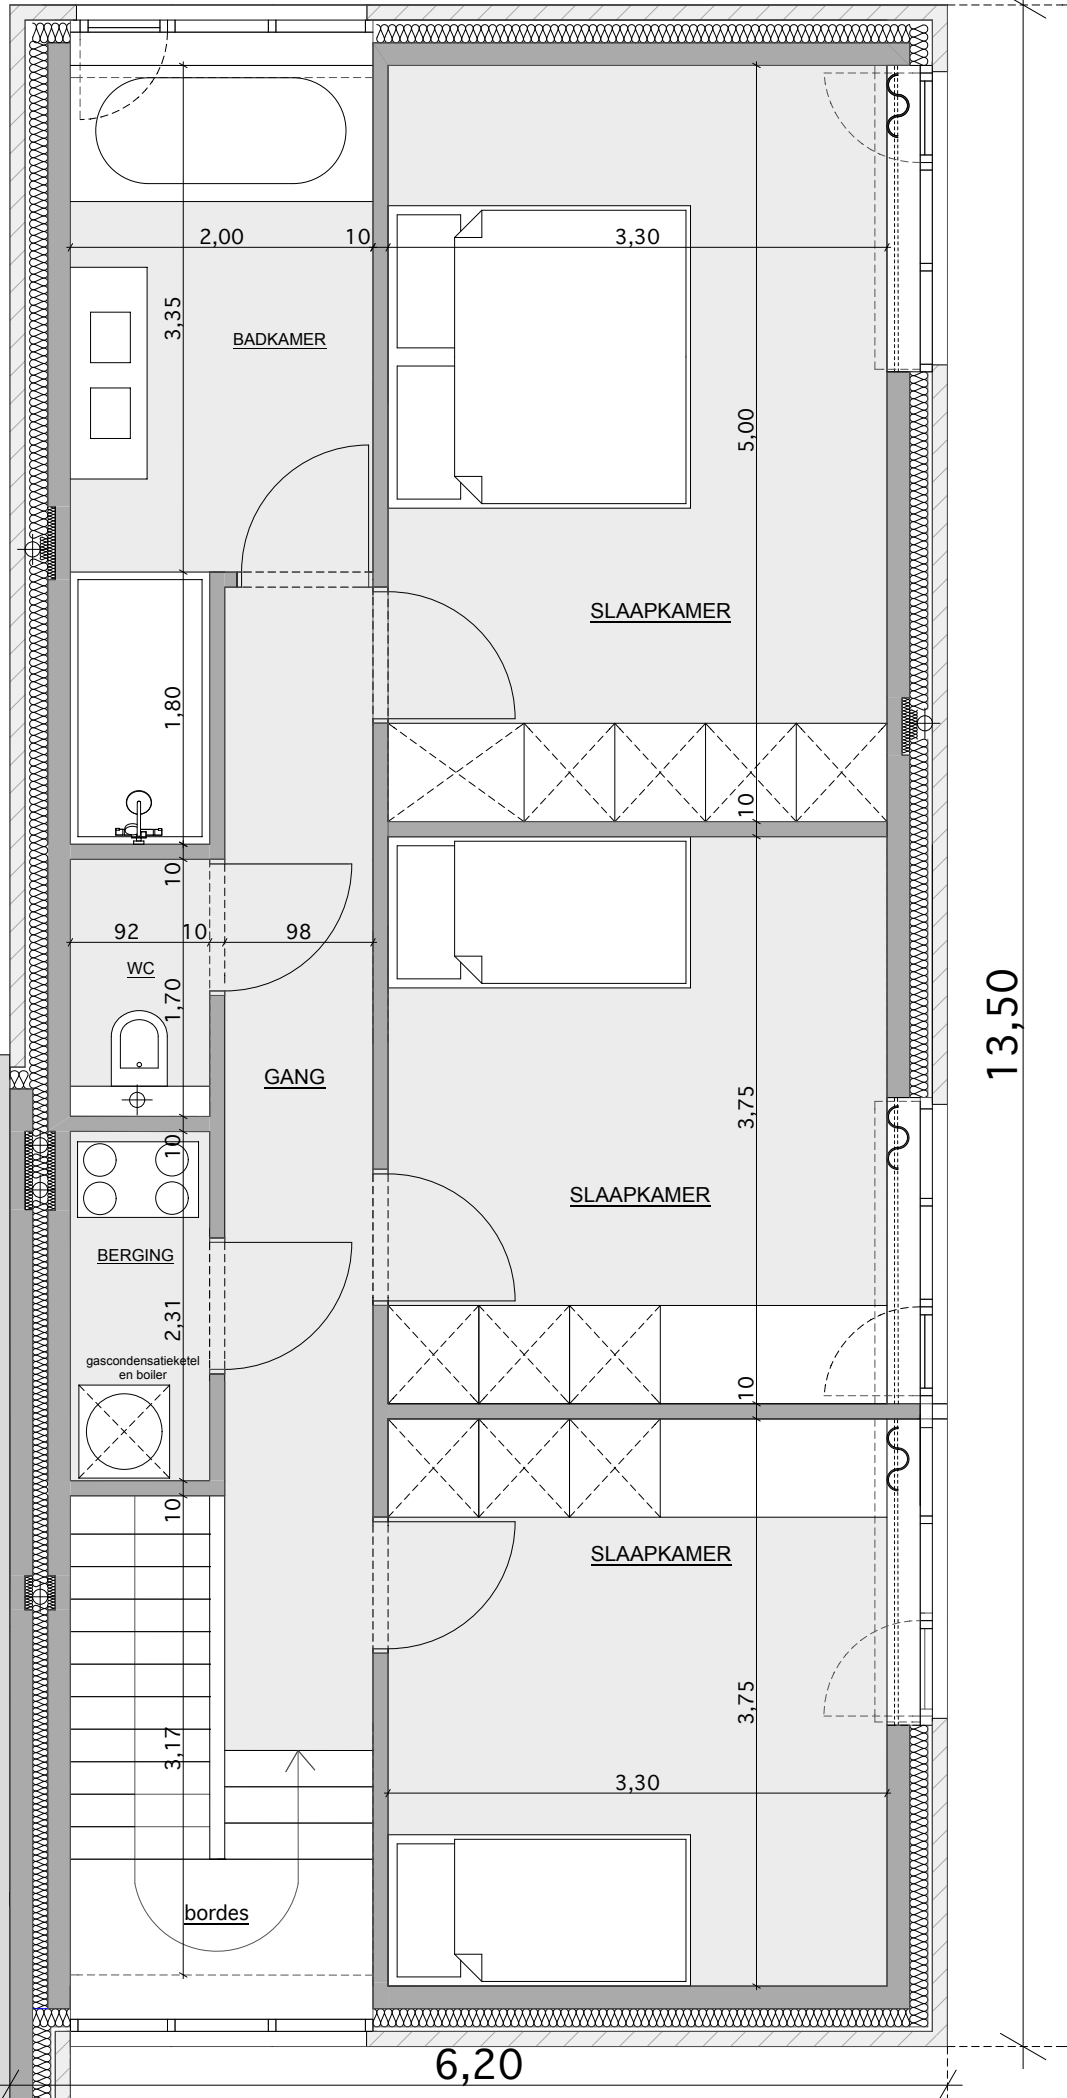 2,00
10
3,30
3,35
BADKAMER
5,00
SLAAPKAMER
1,80
10
10
92
10
98
WC
1,70
13,50
GANG
3,75
10
SLAAPKAMER
BERGING
2,31
gascondensatieketel
en boiler
10
10
SLAAPKAMER
3,75
3,17
3,30
bordes
6,20